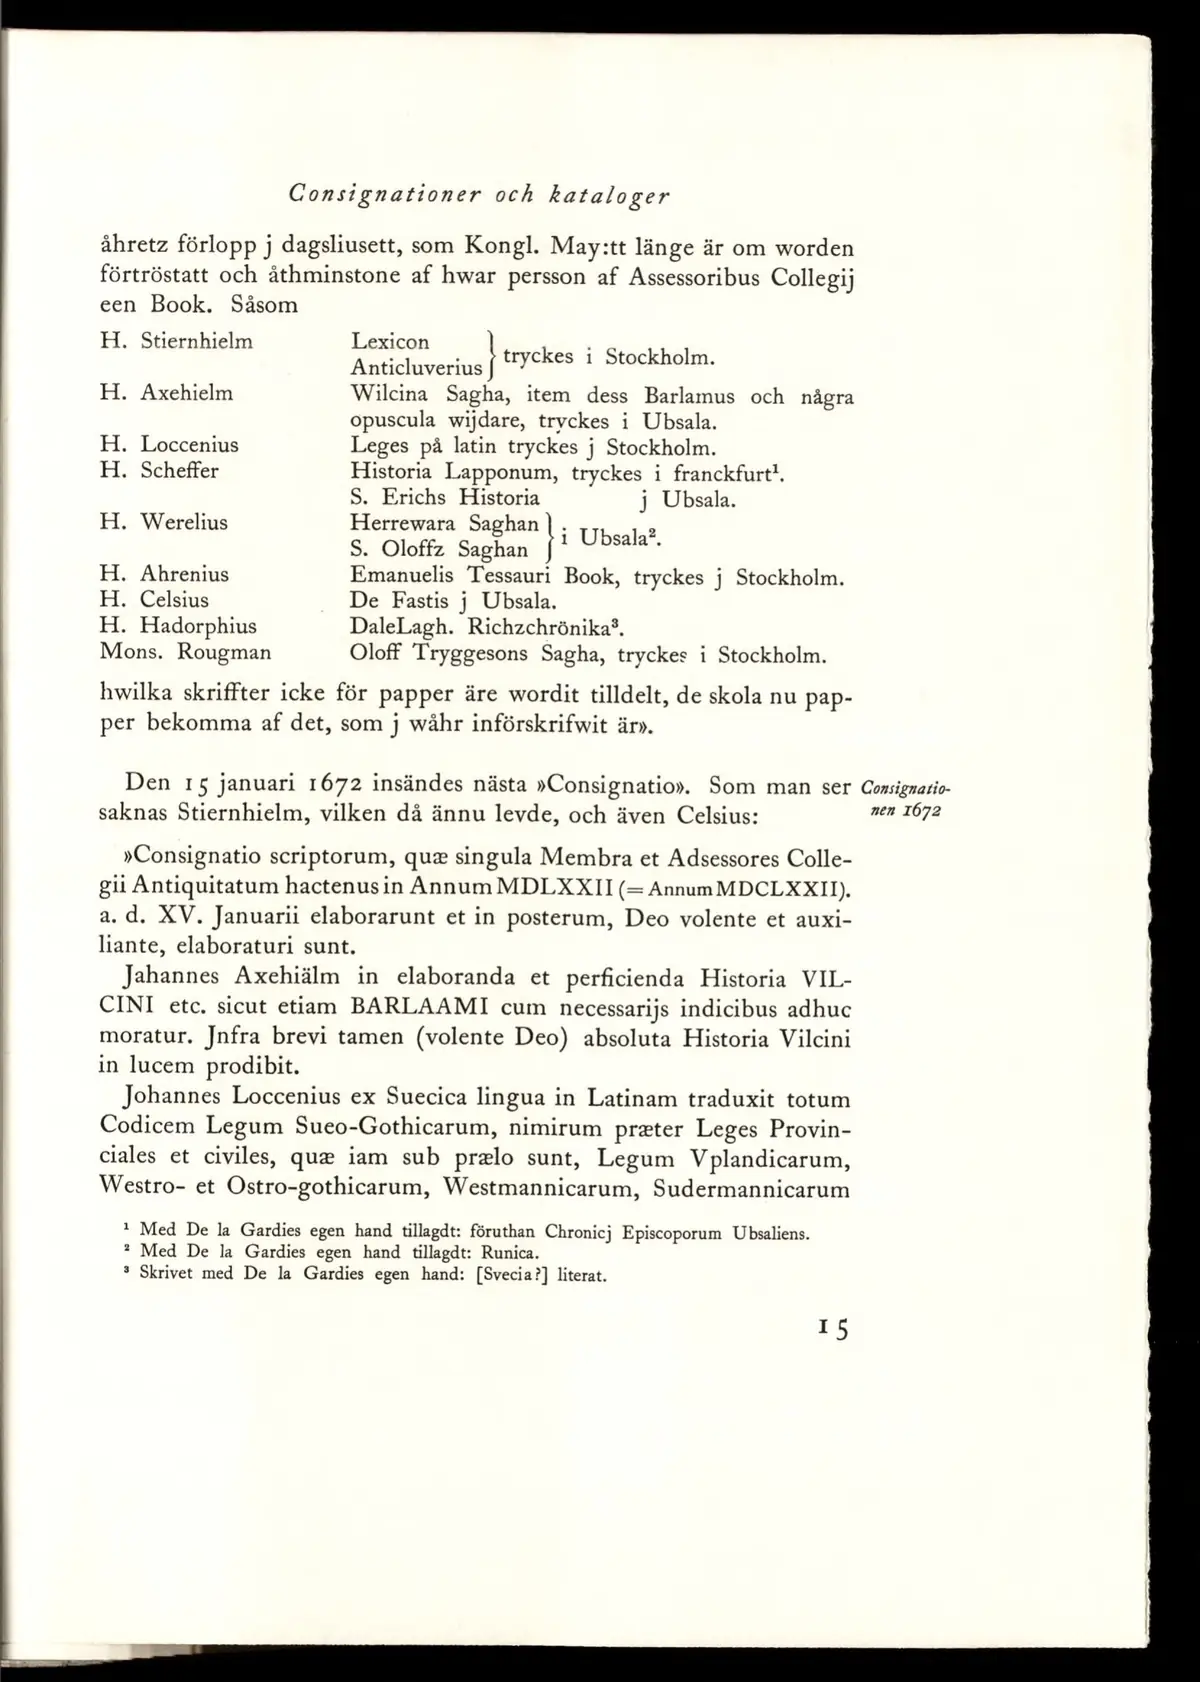 Consignationer och kataloger
åhretz förlopp j dagsliusett, som Kongl. May:tt länge är om worden
förtröstatt och åthminstone af hwar persson af Assessoribus Collegij
een Book. Såsom
H. Stiernhielm Lexicon
Anticluverius } tryckes i Stockholm.
H. Axehielm Wilcina Sagha, item dess Barlamus och några
opuscula wijdare, tryckes i Ubsala.
H. Loccenius Leges på latin tryckes j Stockholm.
H. Scheffer Historia Lapponum, tryckes i franckfurt¹.
S. Erichs Historia j Ubsala.
H. Werelius Herrewara Saghan
S. Oloffz Saghan } i Ubsala².
H. Ahrenius Emanuelis Tessauri Book, tryckes j Stockholm.
H. Celsius De Fastis j Ubsala.
H. Hadorphius DaleLagh. Richzchrönika³.
Mons. Rougman Oloff Tryggesons Sagha, tryckes i Stockholm.
hwilka skriffter icke för papper äre wordit tilldelt, de skola nu pap-
per bekomma af det, som j wåhr införskrifwit är».
Den 15 januari 1672 insändes nästa »Consignatio». Som man ser
saknas Stiernhielm, vilken då ännu levde, och även Celsius:
Consignatio-
nen 1672
»Consignatio scriptorum, quæ singula Membra et Adsessores Colle-
gii Antiquitatum hactenus in Annum MDLXXII (= Annum MDCLXXII).
a. d. XV. Januarii elaborarunt et in posterum, Deo volente et auxi-
liante, elaboraturi sunt.
Jahannes Axehiälm in elaboranda et perficienda Historia VIL-
CINI etc. sicut etiam BARLAAMI cum necessarijs indicibus adhuc
moratur. Jnfra brevi tamen (volente Deo) absoluta Historia Vilcini
in lucem prodibit.
Johannes Loccenius ex Suecica lingua in Latinam traduxit totum
Codicem Legum Sueo-Gothicarum, nimirum præter Leges Provin-
ciales et civiles, quæ iam sub prælo sunt, Legum Vplandicarum,
Westro- et Ostro-gothicarum, Westmannicarum, Sudermannicarum
¹ Med De la Gardies egen hand tillagdt: föruthan Chronicj Episcoporum Ubsaliens.
² Med De la Gardies egen hand tillagdt: Runica.
³ Skrivet med De la Gardies egen hand: [Svecia?] literat.
15